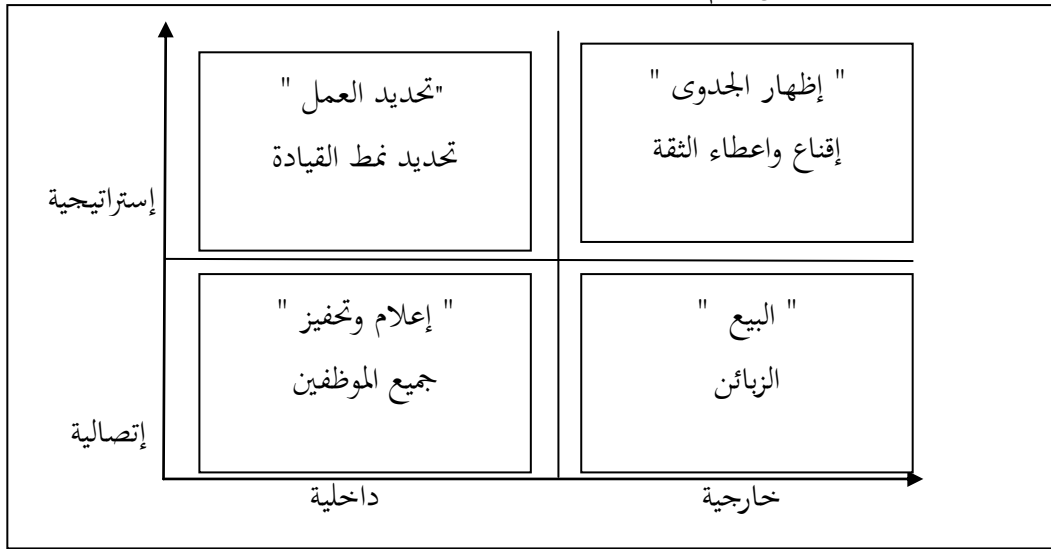 " إظهار الجدوى "
إقناع واعطاء الثقة
"تحديد العمل "
تحديد نمط القيادة
إستراتيجية
" البيع "
الزبائن
" إعلام وتحفيز "
جميع الموظفين
إتصالية
خارجية
داخلية